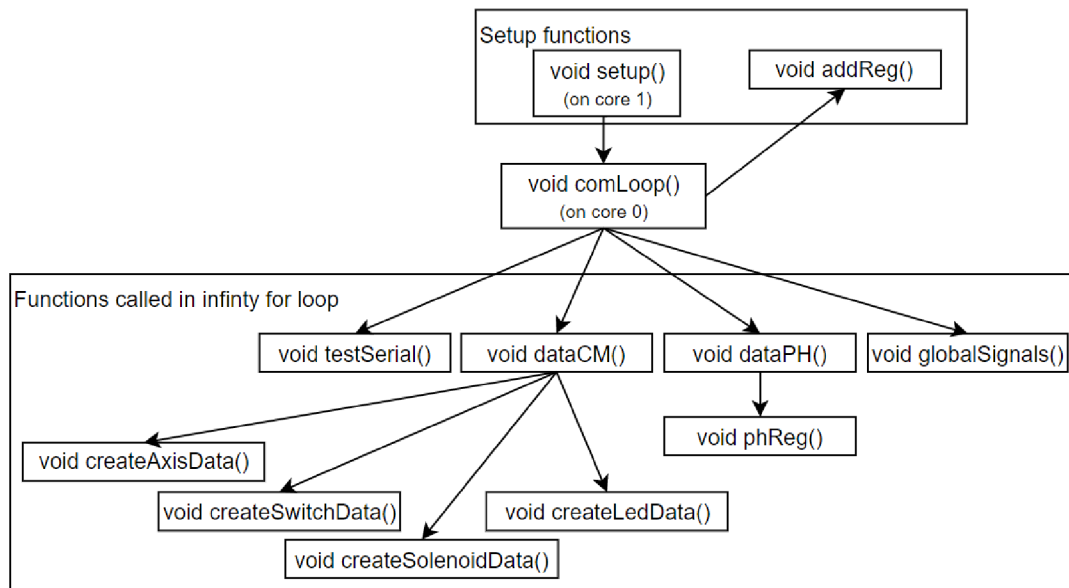 Setup functions
void setup()
(on core 1)
void addReg()
void comLoop()
(on core 0)
Functions called in infinty for loop
void testSerial()
void dataCM()
void dataPH()
void globalSignals()
void phReg()
void createAxisData()
void createSwitchData()
void createLedData()
void createSolenoidData()